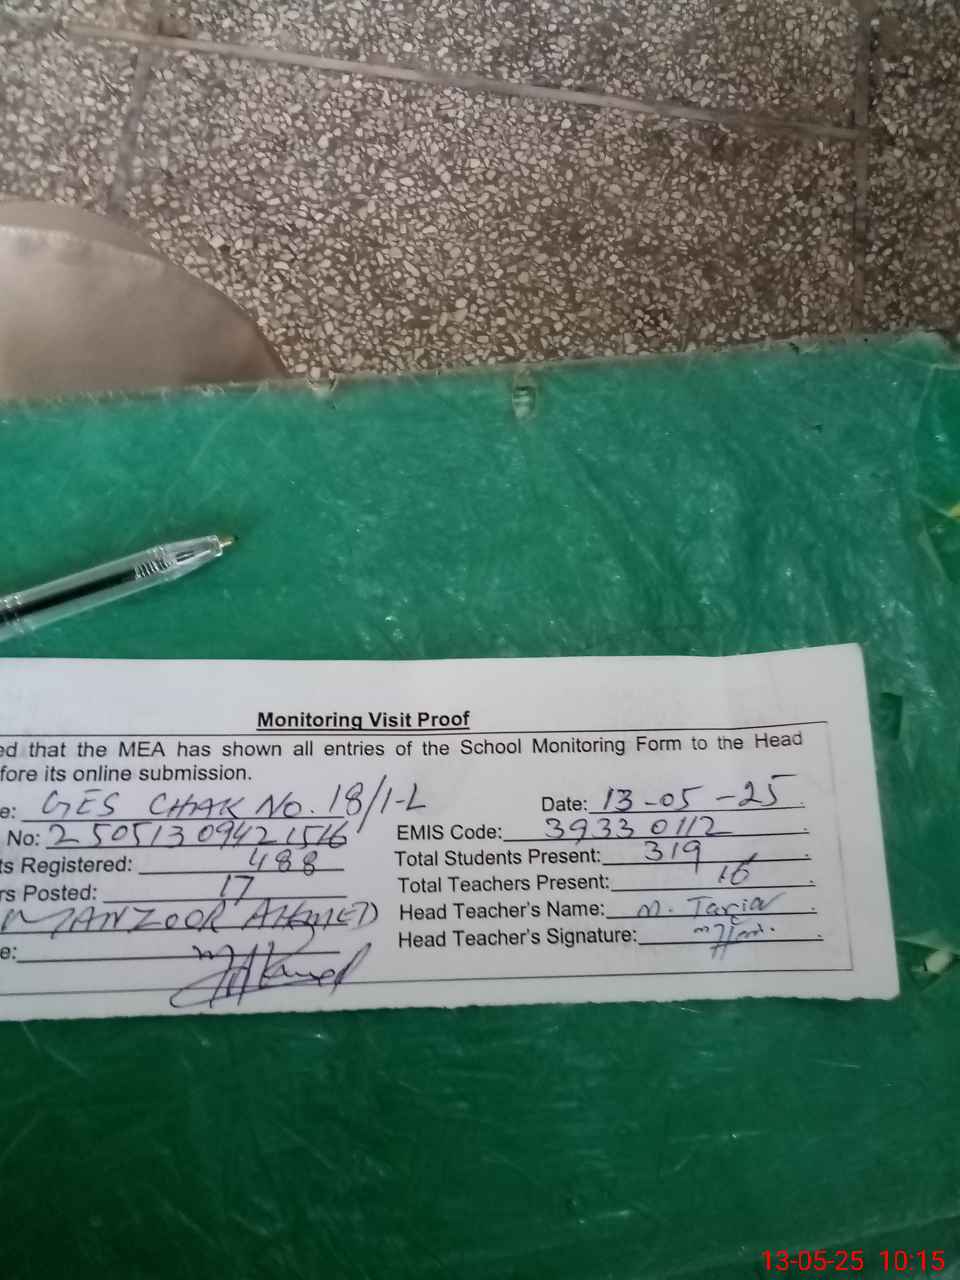 Monitoring Visit Proof
ed that the MEA has shown all entries of the School Monitoring Form to the Head
fore its online submission.
e: GES CHAK No. 18/1-L Date: 13-05-25
No: 25051309421516 EMIS Code: 39330112
ts Registered: 488 Total Students Present: 319
rs Posted: 17 Total Teachers Present: 16
MANZOOR AHMED Head Teacher's Name: M. Tariq
e: Head Teacher's Signature:
13-05-25 10:15